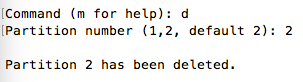 [Command (m for help): d
[Partition number (1,2, default 2): 2
Partition 2 has been deleted.